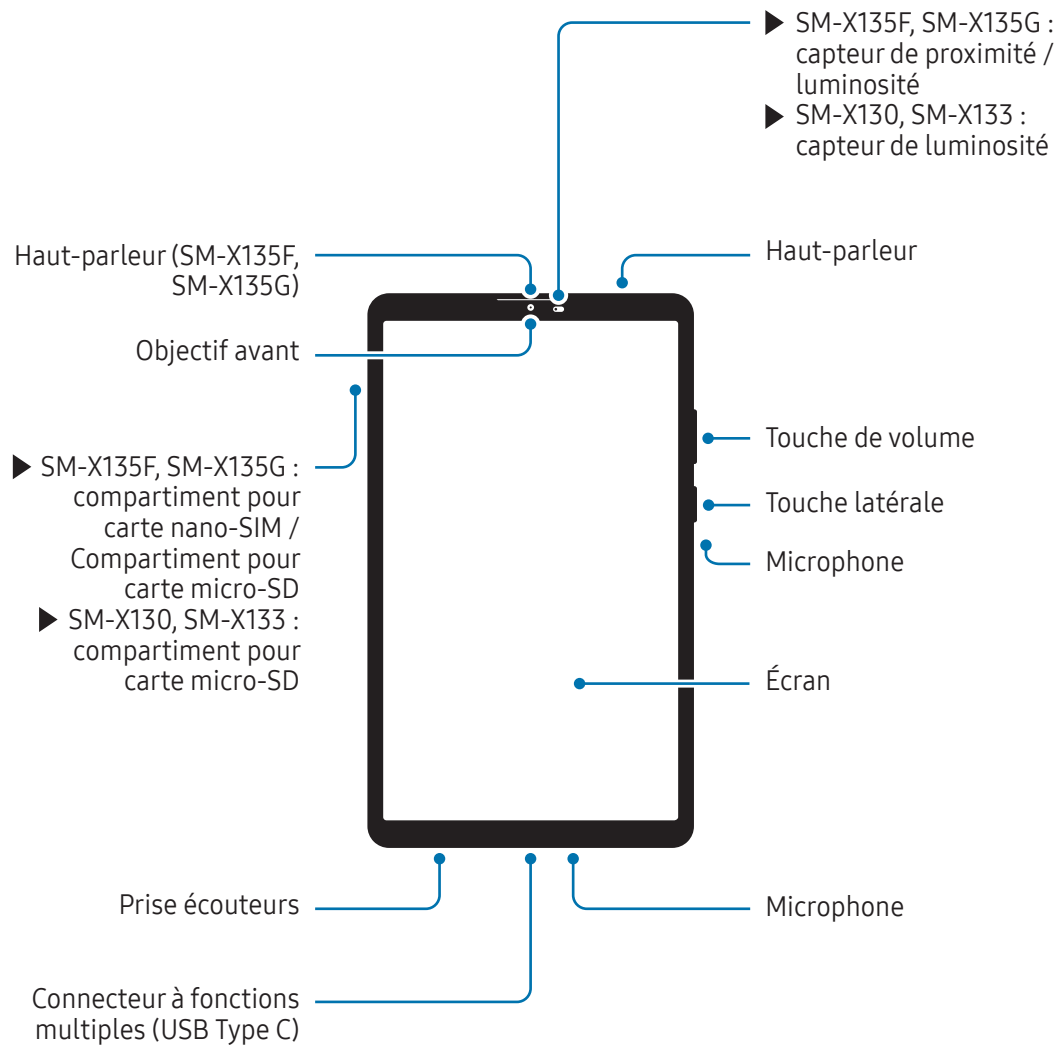 ▶ SM-X135F, SM-X135G :
capteur de proximité /
luminosité
▶ SM-X130, SM-X133 :
capteur de luminosité
Haut-parleur (SM-X135F,
SM-X135G)
Haut-parleur
Objectif avant
▶ SM-X135F, SM-X135G :
compartiment pour
carte nano-SIM /
Compartiment pour
carte micro-SD
▶ SM-X130, SM-X133 :
compartiment pour
carte micro-SD
Touche de volume
Touche latérale
Microphone
Écran
Prise écouteurs
Microphone
Connecteur à fonctions
multiples (USB Type C)